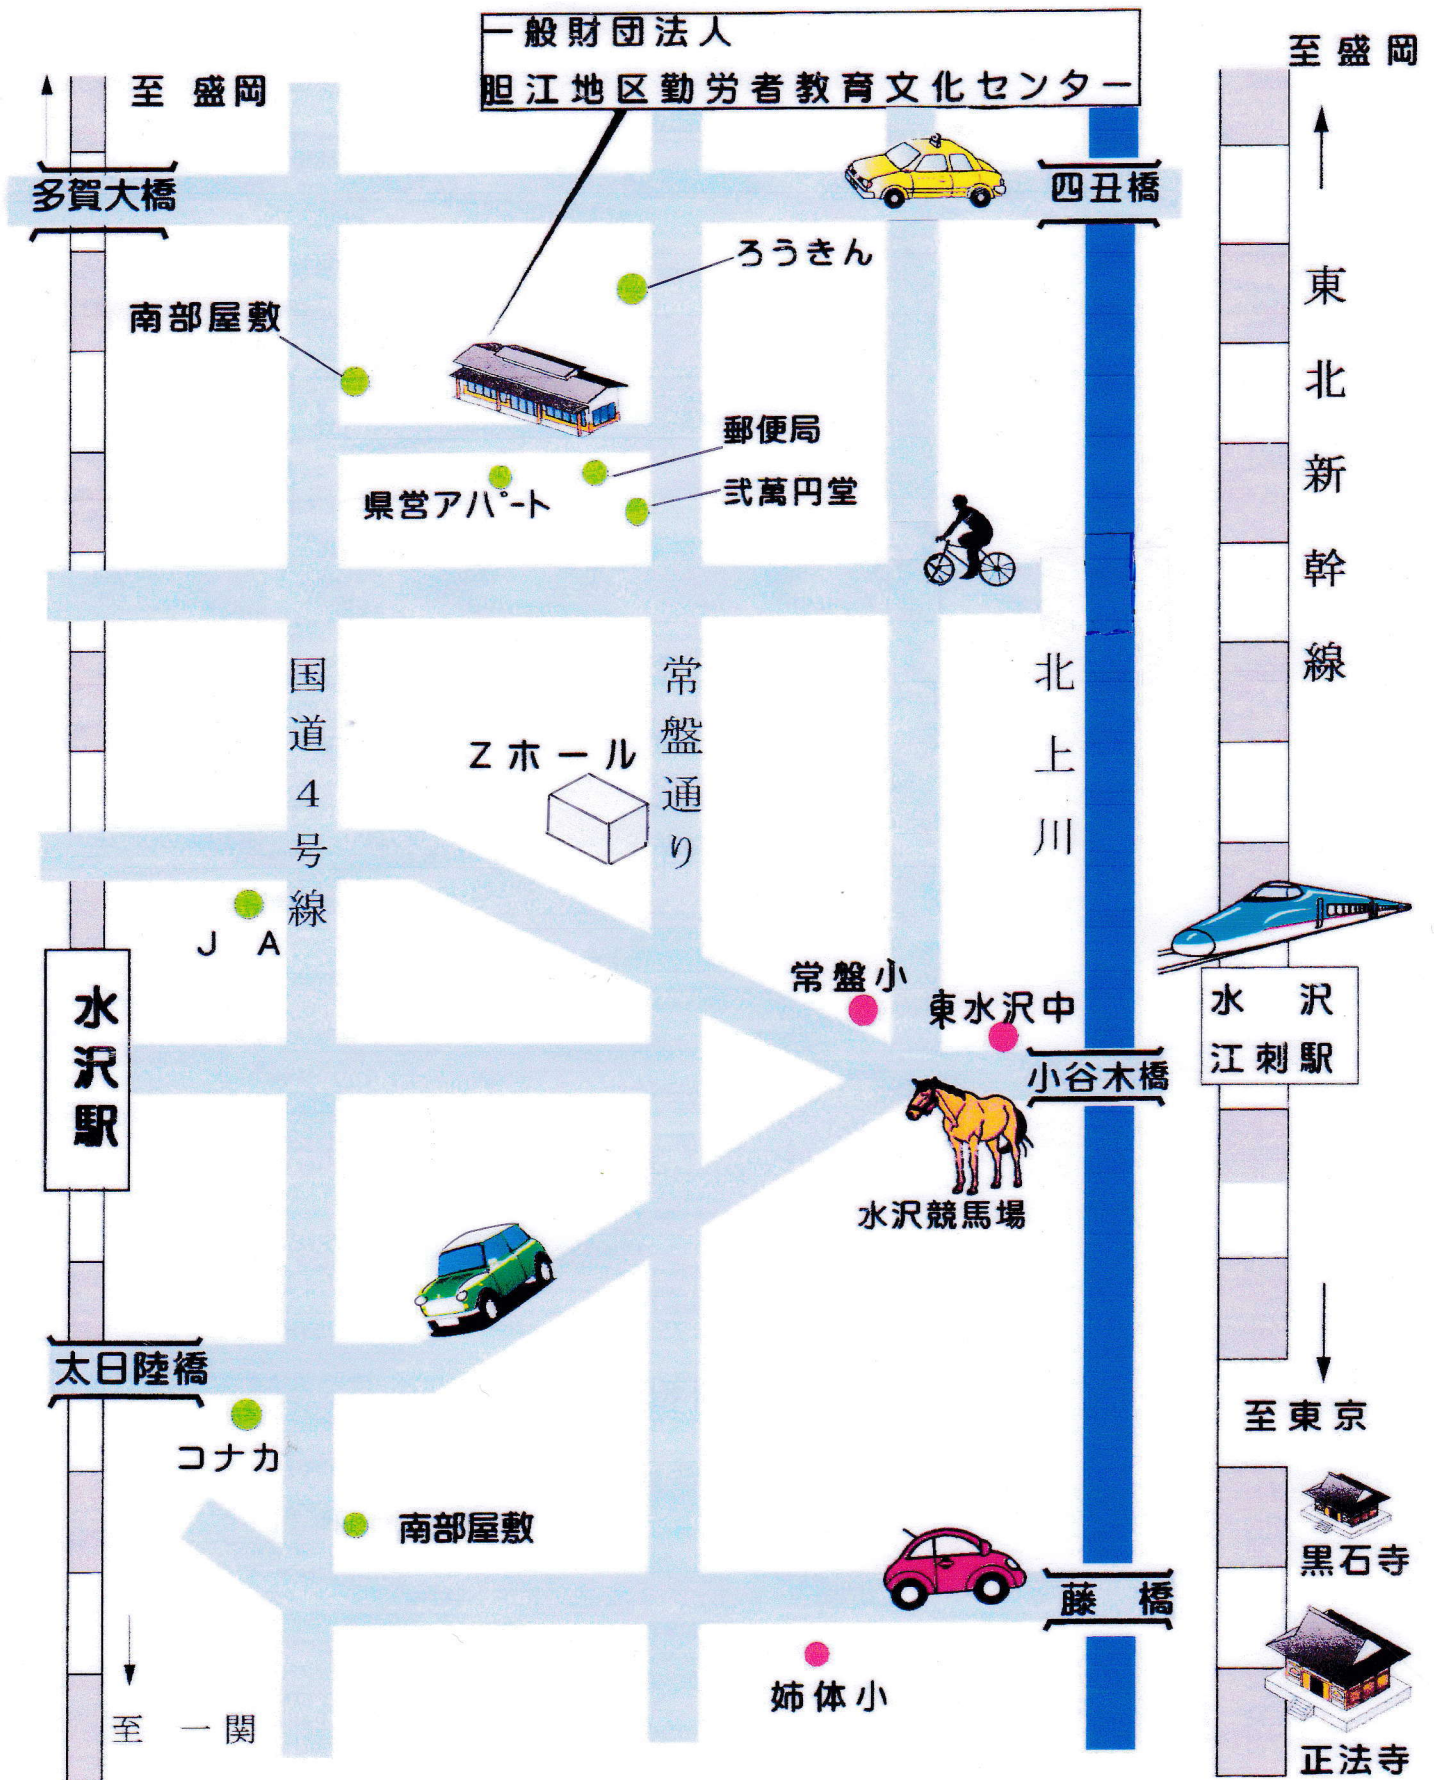 一般財団法人
胆江地区勤労者教育文化センター
至盛岡
至 盛岡
多賀大橋
四丑橋
ろうきん
南部屋敷
東北新幹線
郵便局
県営アパート
弐萬円堂
国道4号線
常盤通り
北上川
Zホール
J A
常盤小
東水沢中
水沢駅
水 沢
江刺駅
小谷木橋
水沢競馬場
太日陸橋
至東京
コナカ
南部屋敷
黒石寺
藤 橋
姉体小
至 一関
正法寺